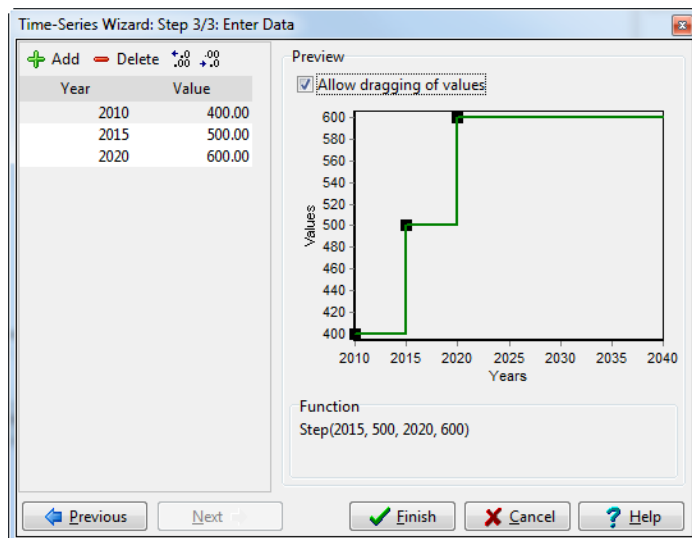 Time-Series Wizard: Step 3/3: Enter Data
Add Delete
Year Value
2010 400.00
2015 500.00
2020 600.00
Preview
Allow dragging of values
600
580
560
540
520
500
480
460
440
420
400
Values
2010 2015 2020 2025 2030 2035 2040
Years
Function
Step(2015, 500, 2020, 600)
Previous Next Finish Cancel Help